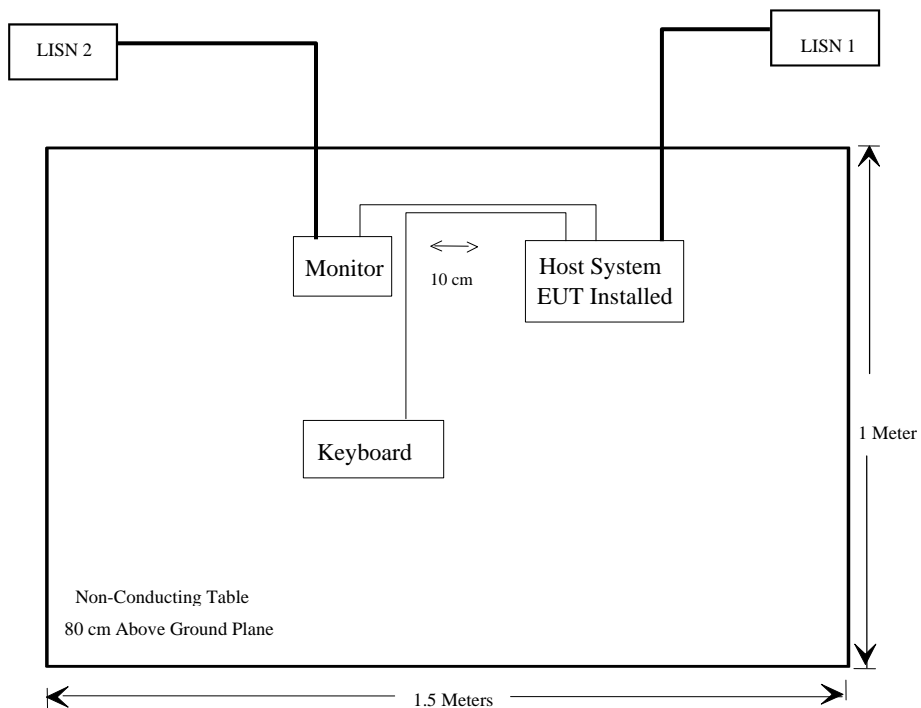 LISN 2
LISN 1
Monitor
10 cm
Host System
EUT Installed
Keyboard
1 Meter
Non-Conducting Table
80 cm Above Ground Plane
1.5 Meters